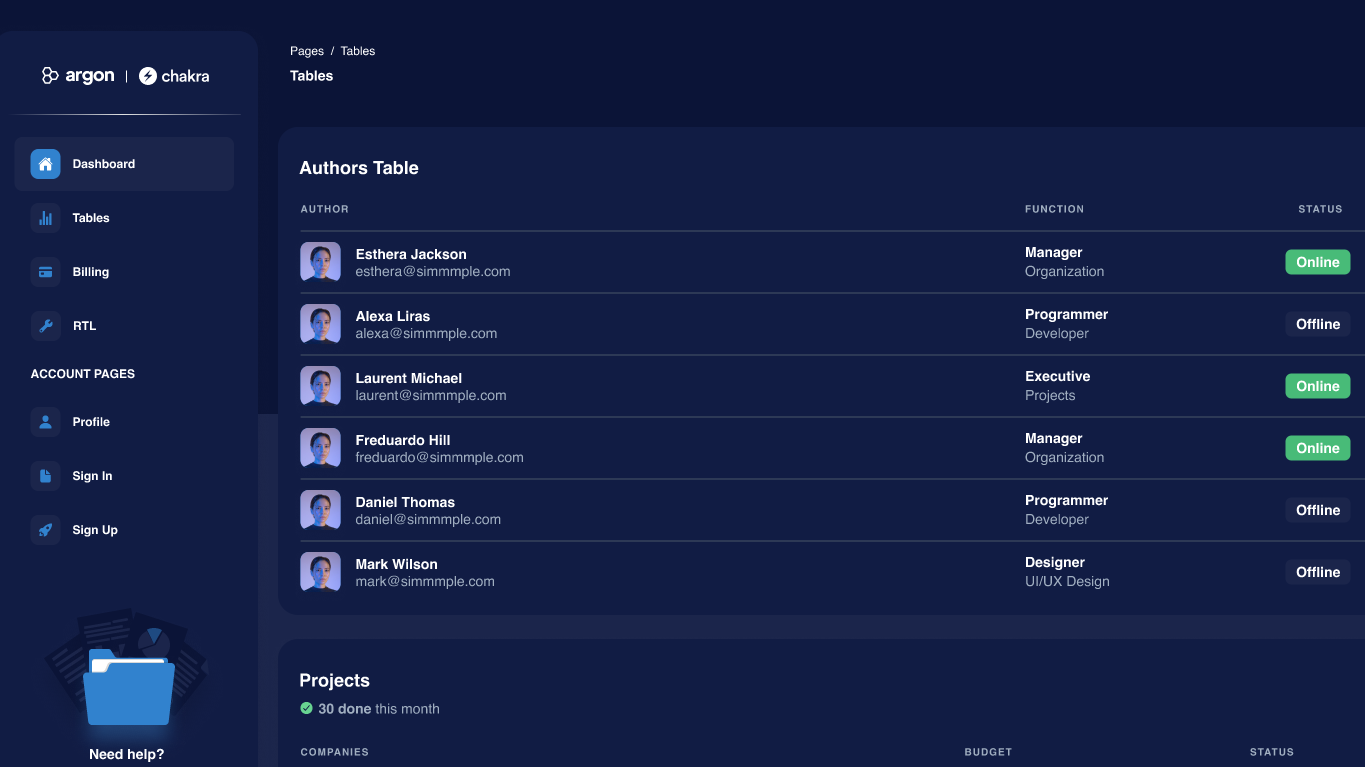 argon | chakra
Dashboard
Tables
Billing
RTL
ACCOUNT PAGES
Profile
Sign In
Sign Up
Need help?
Pages / Tables
Tables
Authors Table
AUTHOR FUNCTION STATUS
Esthera Jackson
esthera@simmmple.com
Manager
Organization
Online
Alexa Liras
alexa@simmmple.com
Programmer
Developer
Offline
Laurent Michael
laurent@simmmple.com
Executive
Projects
Online
Freduardo Hill
freduardo@simmmple.com
Manager
Organization
Online
Daniel Thomas
daniel@simmmple.com
Programmer
Developer
Offline
Mark Wilson
mark@simmmple.com
Designer
UI/UX Design
Offline
Projects
30 done this month
COMPANIES BUDGET STATUS